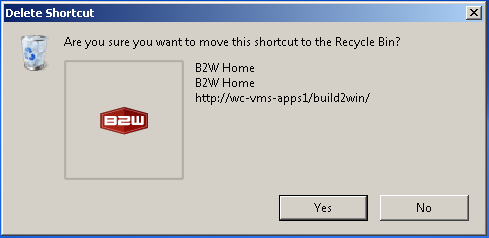 Delete Shortcut
Are you sure you want to move this shortcut to the Recycle Bin?
B2W Home
B2W Home
http://wc-vms-apps1/build2win/
B2W
Yes
No